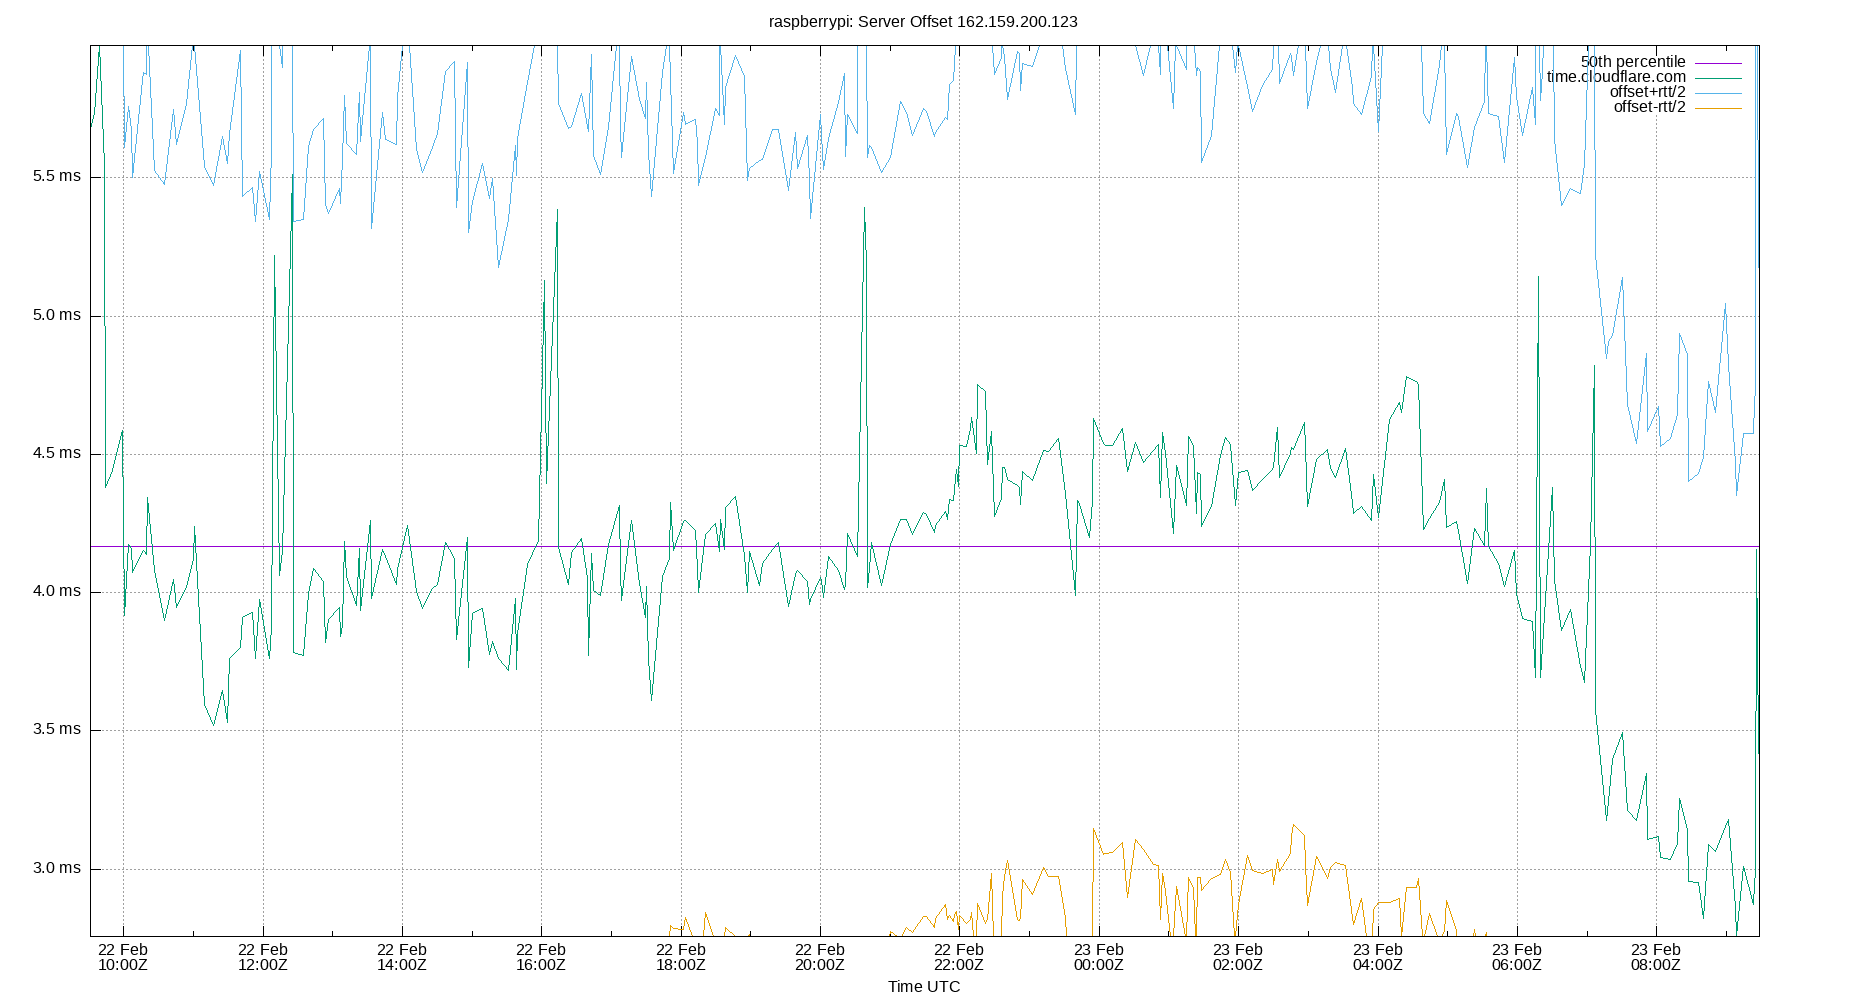 raspberrypi: Server Offset 162.159.200.123
50th percentile
time.cloudflare.com
offset+rtt/2
offset-rtt/2
5.5 ms
5.0 ms
4.5 ms
4.0 ms
3.5 ms
3.0 ms
22 Feb 22 Feb 22 Feb 22 Feb 22 Feb 22 Feb 22 Feb 23 Feb 23 Feb 23 Feb 23 Feb 23 Feb
10:00Z 12:00Z 14:00Z 16:00Z 18:00Z 20:00Z 22:00Z 00:00Z 02:00Z 04:00Z 06:00Z 08:00Z
Time UTC